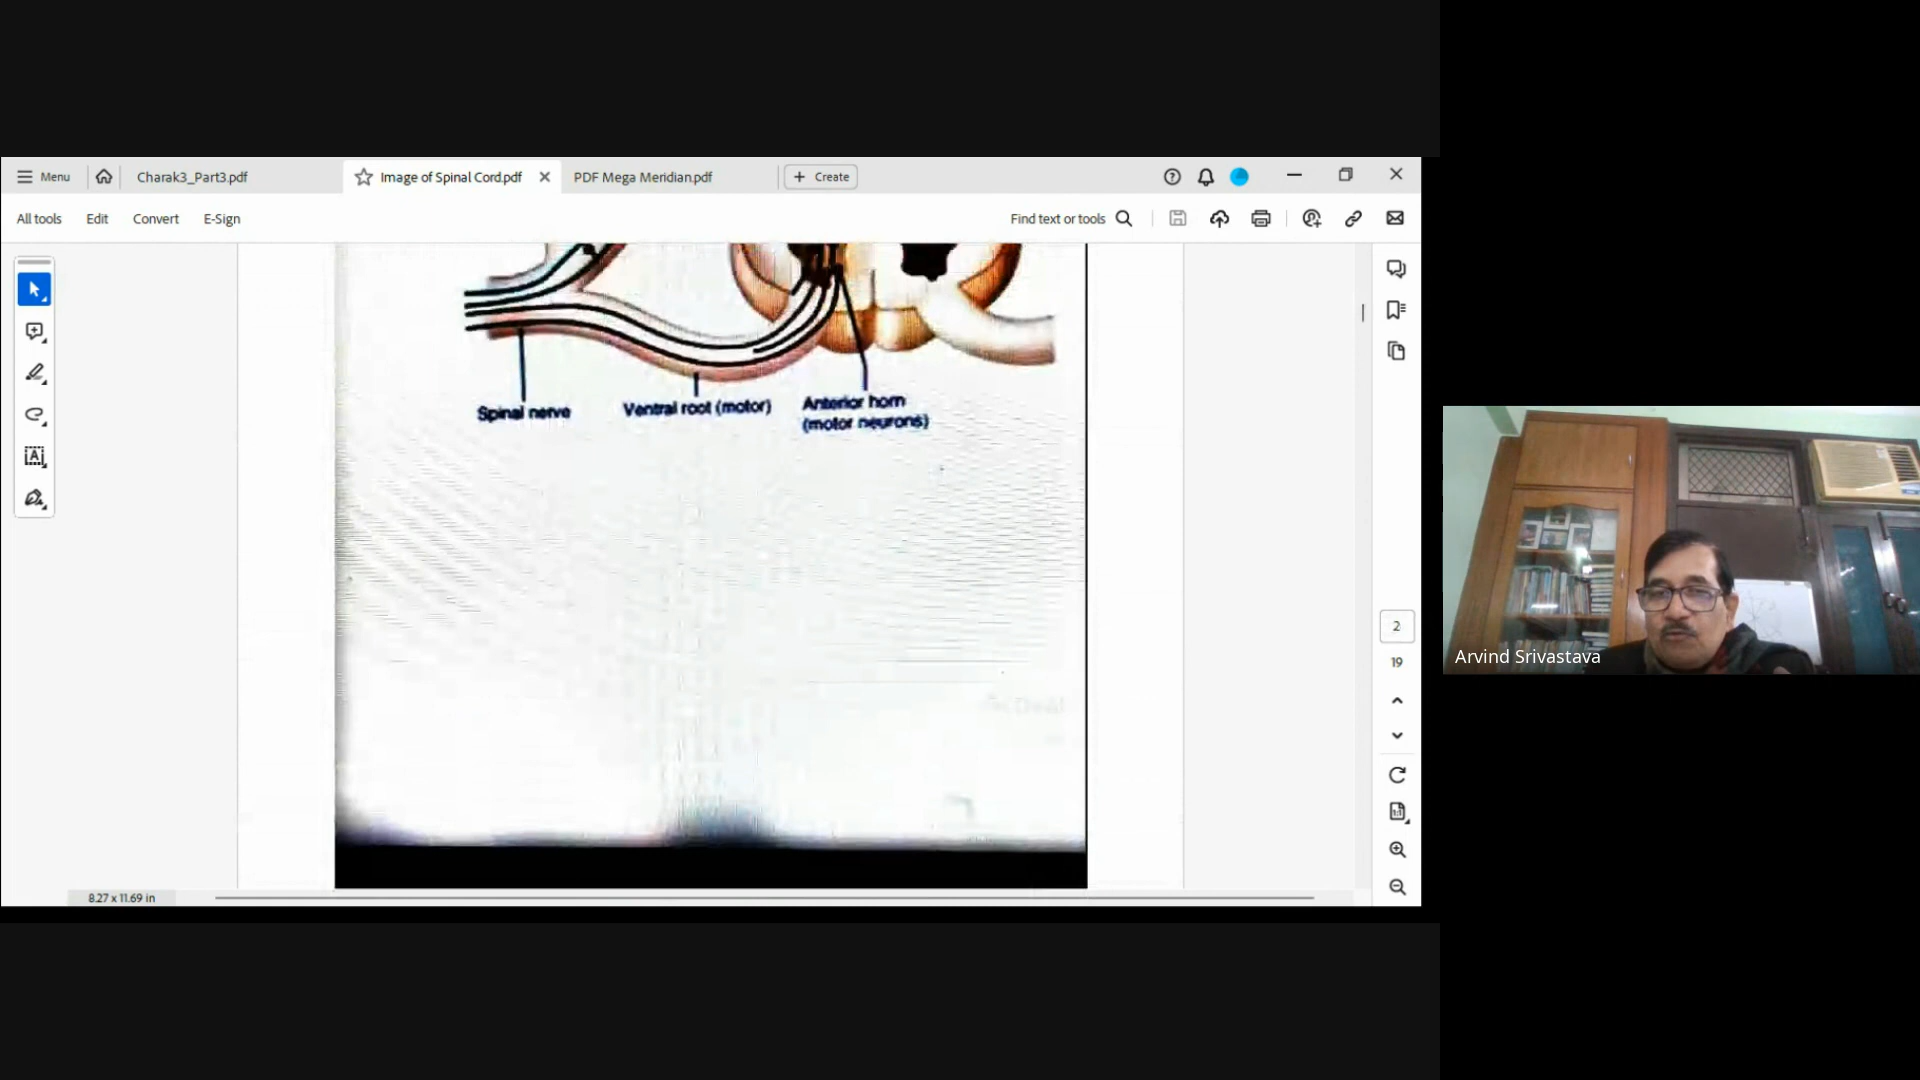 Menu
Charak3_Part3.pdf
Image of Spinal Cord.pdf
PDF Mega Meridian.pdf
Create
All tools
Edit
Convert
E-Sign
Find text or tools
Spinal nerve
Ventral root (motor)
Anterior horn
(motor neurons)
2
19
8.27 x 11.69 in
Arvind Srivastava